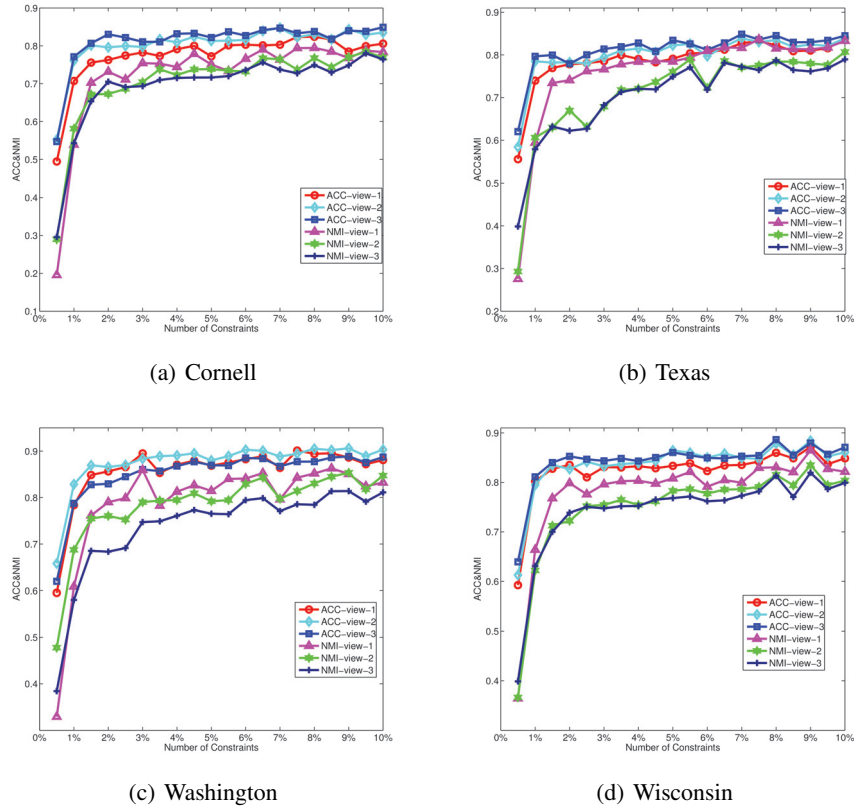 0.9
0.8
0.7
0.6
0.5
0.4
0.3
0.2
0.1
ACC&NMI
0% 1% 2% 3% 4% 5% 6% 7% 8% 9% 10%
Number of Constraints
ACC-view-1
ACC-view-2
ACC-view-3
NMI-view-1
NMI-view-2
NMI-view-3
(a) Cornell
0.9
0.8
0.7
0.6
0.5
0.4
0.3
0.2
ACC&NMI
0% 1% 2% 3% 4% 5% 6% 7% 8% 9% 10%
Number of Constraints
ACC-view-1
ACC-view-2
ACC-view-3
NMI-view-1
NMI-view-2
NMI-view-3
(b) Texas
0.9
0.8
0.7
0.6
0.5
0.4
ACC&NMI
0% 1% 2% 3% 4% 5% 6% 7% 8% 9% 10%
Number of Constraints
ACC-view-1
ACC-view-2
ACC-view-3
NMI-view-1
NMI-view-2
NMI-view-3
(c) Washington
0.9
0.8
0.7
0.6
0.5
0.4
ACC&NMI
0% 1% 2% 3% 4% 5% 6% 7% 8% 9% 10%
Number of Constraints
ACC-view-1
ACC-view-2
ACC-view-3
NMI-view-1
NMI-view-2
NMI-view-3
(d) Wisconsin